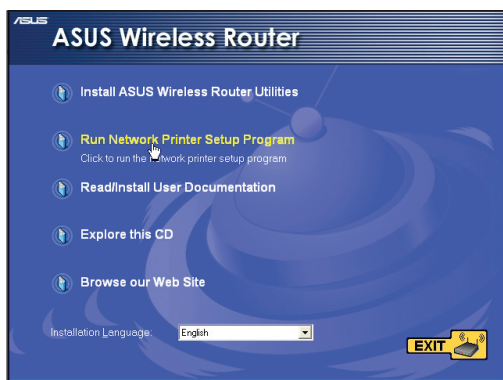 ASUS
ASUS Wireless Router
Install ASUS Wireless Router Utilities
Run Network Printer Setup Program
Click to run the network printer setup program
Read/Install User Documentation
Explore this CD
Browse our Web Site
Installation Language: English
EXIT